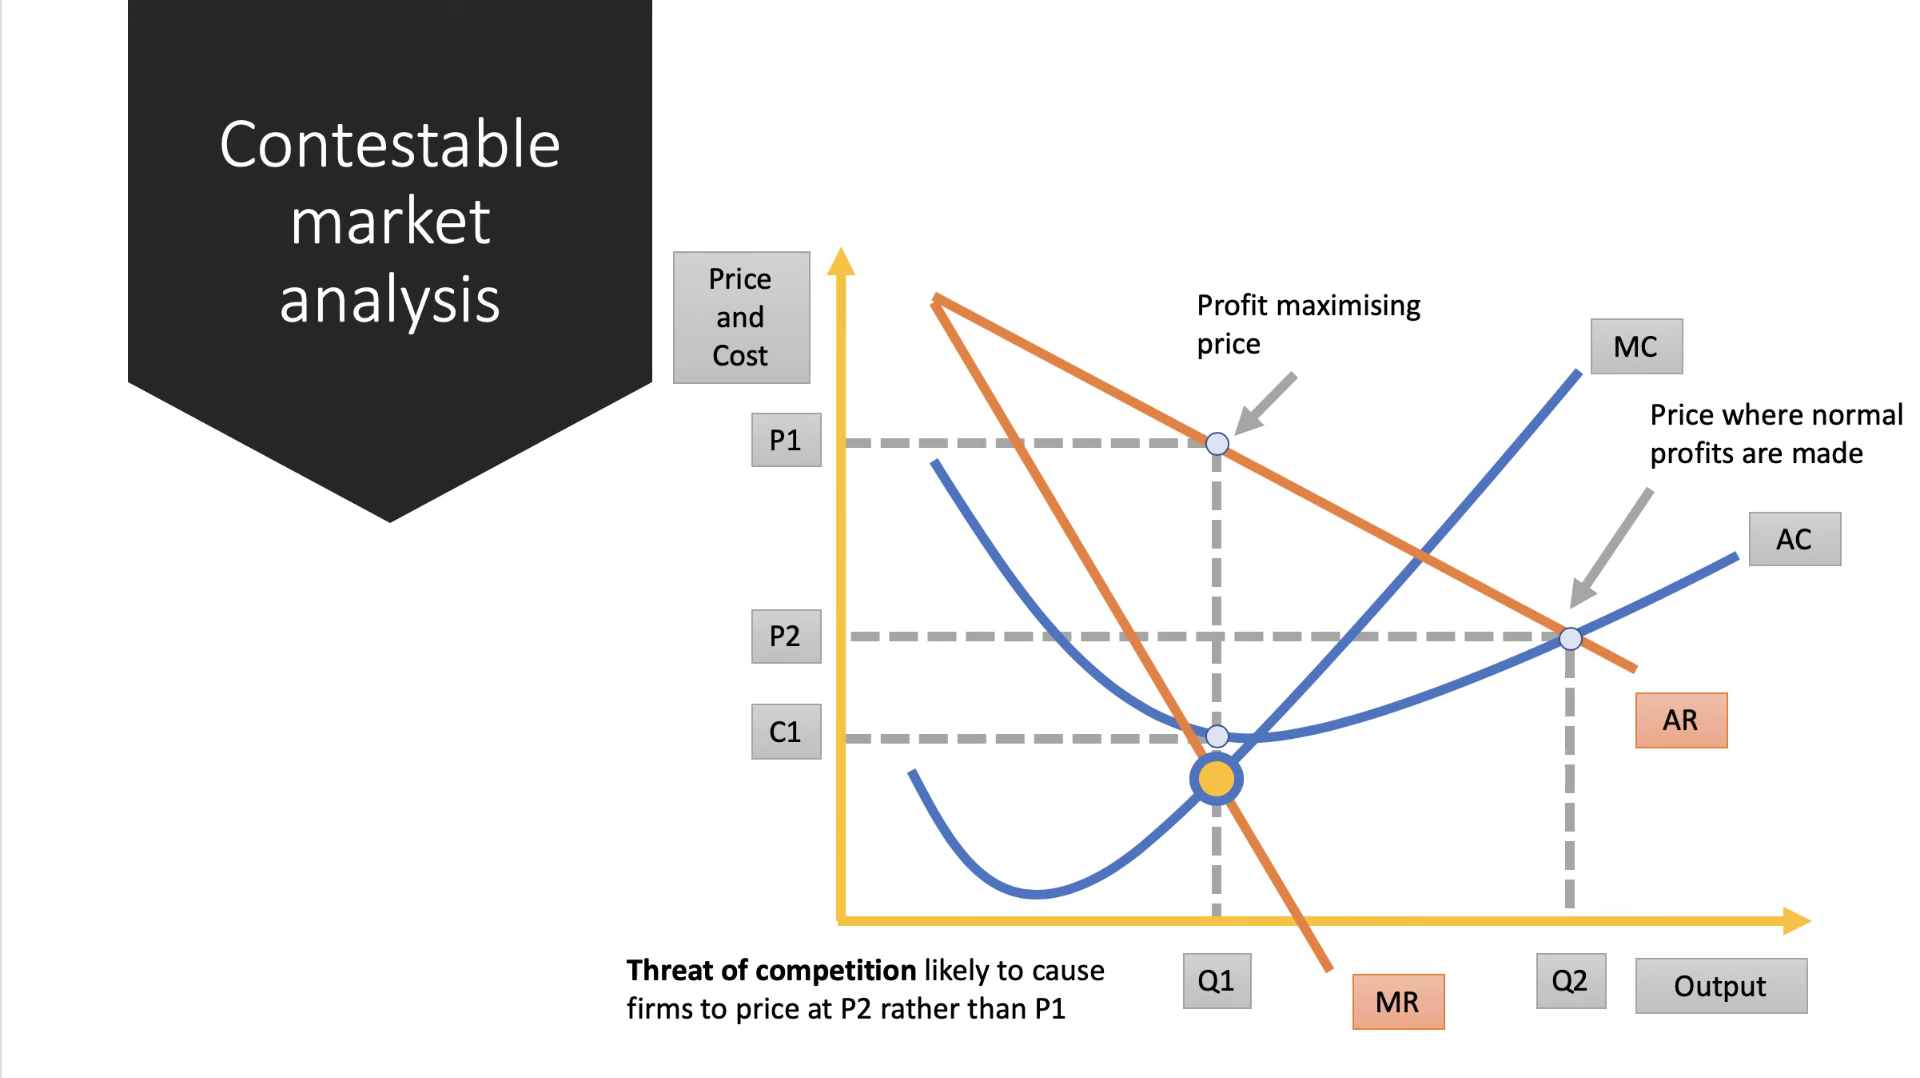 Contestable
market
analysis
Price
and
Cost
P1
P2
C1
Profit maximising
price
MC
Price where normal
profits are made
AC
AR
MR
Q1
Q2
Output
Threat of competition likely to cause
firms to price at P2 rather than P1